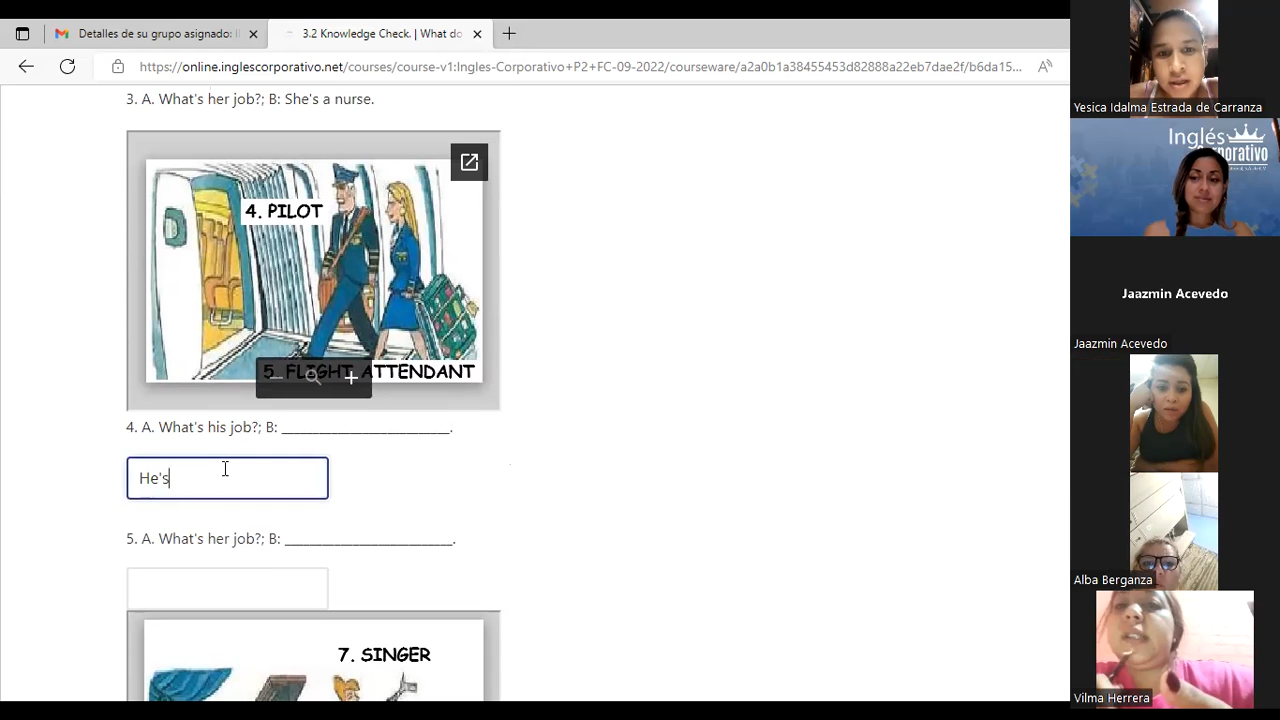 Detalles de su grupo asignado: I
3.2 Knowledge Check. | What do
https://online.inglescorporativo.net/courses/course-v1:Ingles-Corporativo+P2+FC-09-2022/courseware/a2a0b1a38455453d82888a22eb7dae2f/b6da15...
3. A. What's her job?; B: She's a nurse.
4. PILOT
5. FLIGHT ATTENDANT
4. A. What's his job?; B: _________________________.
He's
5. A. What's her job?; B: _________________________.
7. SINGER
Yesica Idalma Estrada de Carranza
Inglés
Corporativo
Jaazmin Acevedo
Jaazmin Acevedo
Alba Berganza
Vilma Herrera